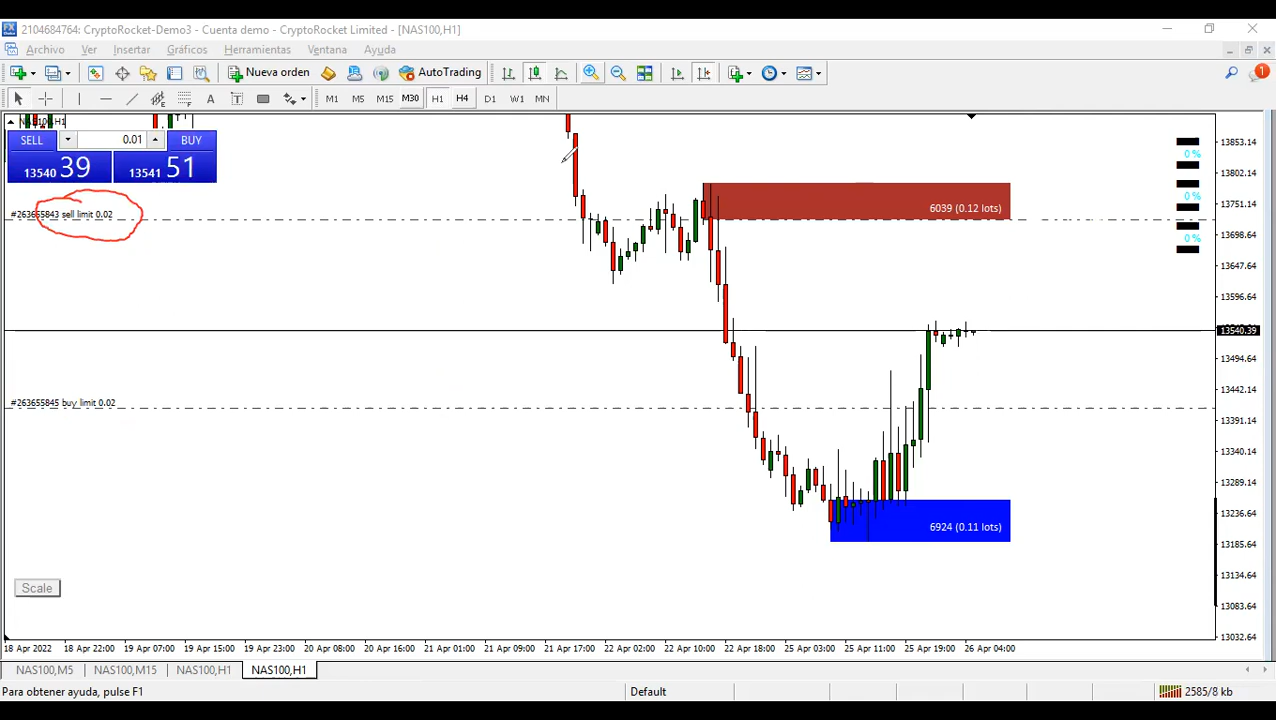 2104684764: CryptoRocket-Demo3 - Cuenta demo - CryptoRocket Limited - [NAS100,H1]
Archivo Ver Insertar Gráficos Herramientas Ventana Ayuda
Nueva orden AutoTrading 1
A T M1 M5 M15 M30 H1 H4 D1 W1 MN
SELL 0.01 BUY
13540 39 13541 51
#263655843 sell limit 0.02
6039 (0.12 lots)
0 %
0 %
0 %
#263655845 buy limit 0.02
6924 (0.11 lots)
Scale
13853.14
13802.14
13751.14
13698.64
13647.64
13596.64
13540.39
13494.64
13442.14
13391.14
13340.14
13289.14
13236.64
13185.64
13134.64
13083.64
13032.64
18 Apr 2022 18 Apr 22:00 19 Apr 07:00 19 Apr 15:00 19 Apr 23:00 20 Apr 08:00 20 Apr 16:00 21 Apr 01:00 21 Apr 09:00 21 Apr 17:00 22 Apr 02:00 22 Apr 10:00 22 Apr 18:00 25 Apr 03:00 25 Apr 11:00 25 Apr 19:00 26 Apr 04:00
NAS100,M5 NAS100,M15 NAS100,H1 NAS100,H1
Para obtener ayuda, pulse F1 Default 2585/8 kb